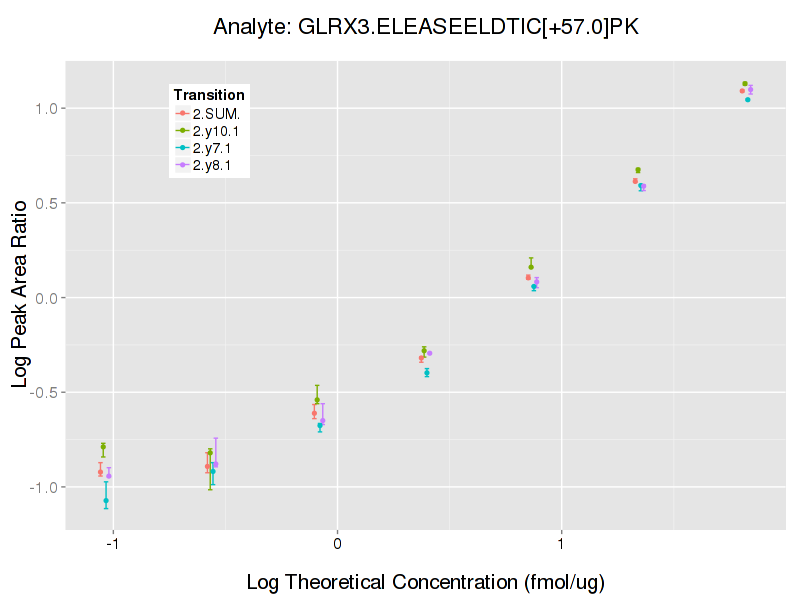 Analyte: GLRX3.ELEASEELDTIC[+57.0]PK
Transition
2.SUM.
2.y10.1
2.y7.1
2.y8.1
Log Peak Area Ratio
1.0
0.5
0.0
-0.5
-1.0
-1 0 1
Log Theoretical Concentration (fmol/ug)